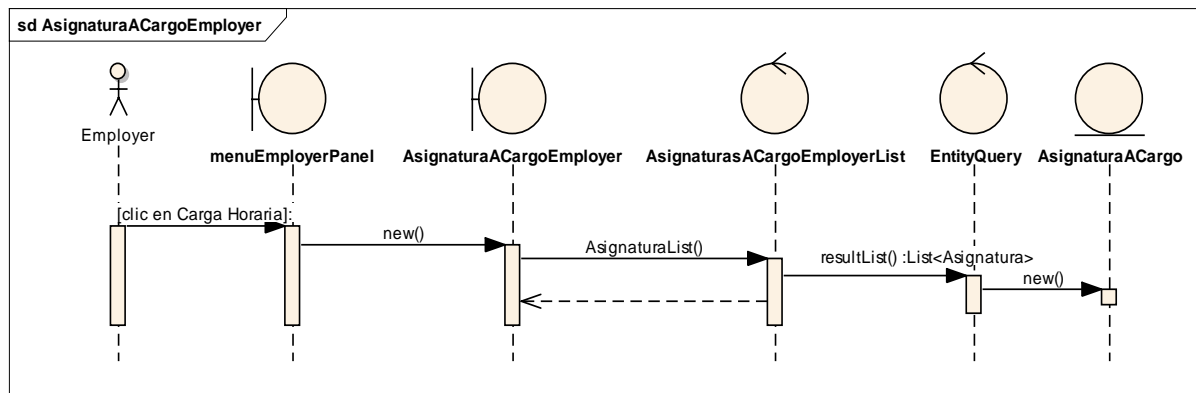 sd AsignaturaACargoEmployer
Employer
menuEmployerPanel
AsignaturaACargoEmployer
AsignaturasACargoEmployerList
EntityQuery
AsignaturaACargo
[clic en Carga Horaria]:
new()
AsignaturaList()
resultList() :List<Asignatura>
new()